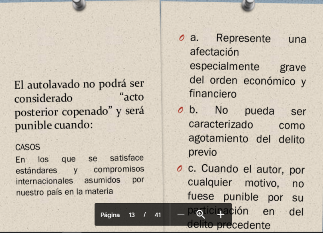 El autolavado no podrá ser
considerado "acto
posterior copenado" y será
punible cuando:
CASOS
En los que se satisface
estándares y compromisos
internacionales asumidos por
nuestro país en la materia
a. Represente una
afectación
especialmente grave
del orden económico y
financiero
b. No pueda ser
caracterizado como
agotamiento del delito
previo
c. Cuando el autor, por
cualquier motivo, no
fuese punible por su
participación en del
delito precedente
Página 13 / 41